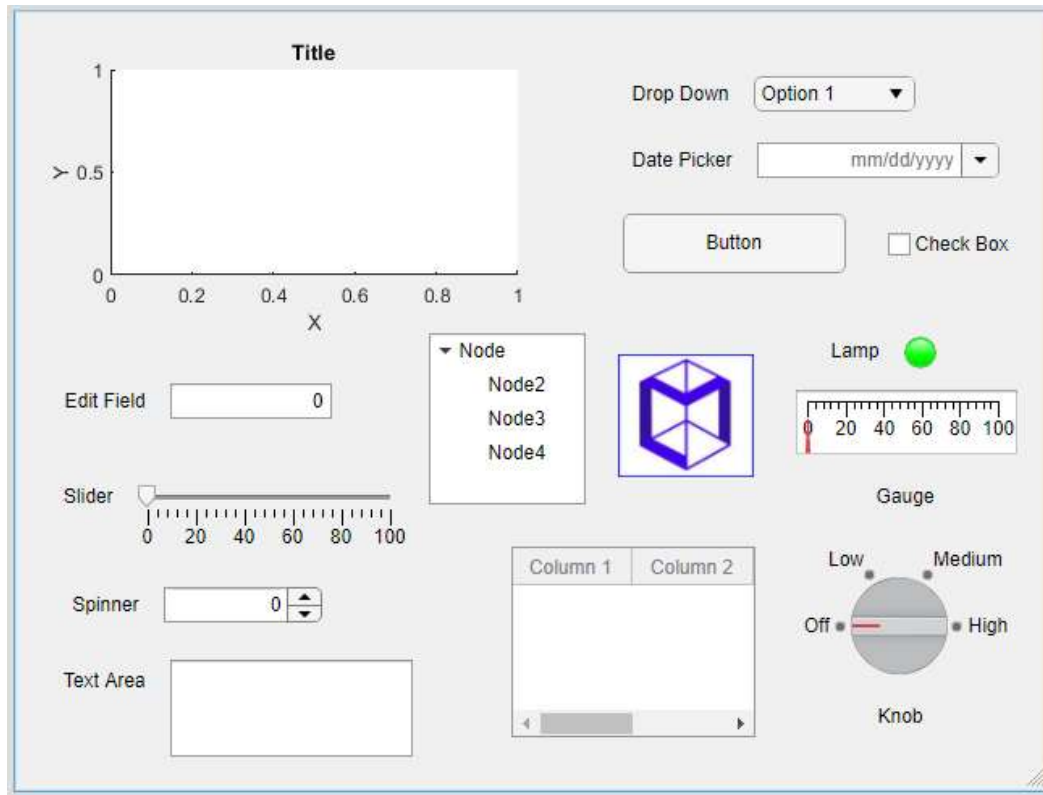 Title
1
Y 0.5
0
0 0.2 0.4 0.6 0.8 1
X
Drop Down Option 1
Date Picker mm/dd/yyyy
Button Check Box
Edit Field 0
Node
Node2
Node3
Node4
Lamp
0 20 40 60 80 100
Gauge
Slider
0 20 40 60 80 100
Spinner 0
Text Area
Column 1 Column 2
Low Medium
Off High
Knob